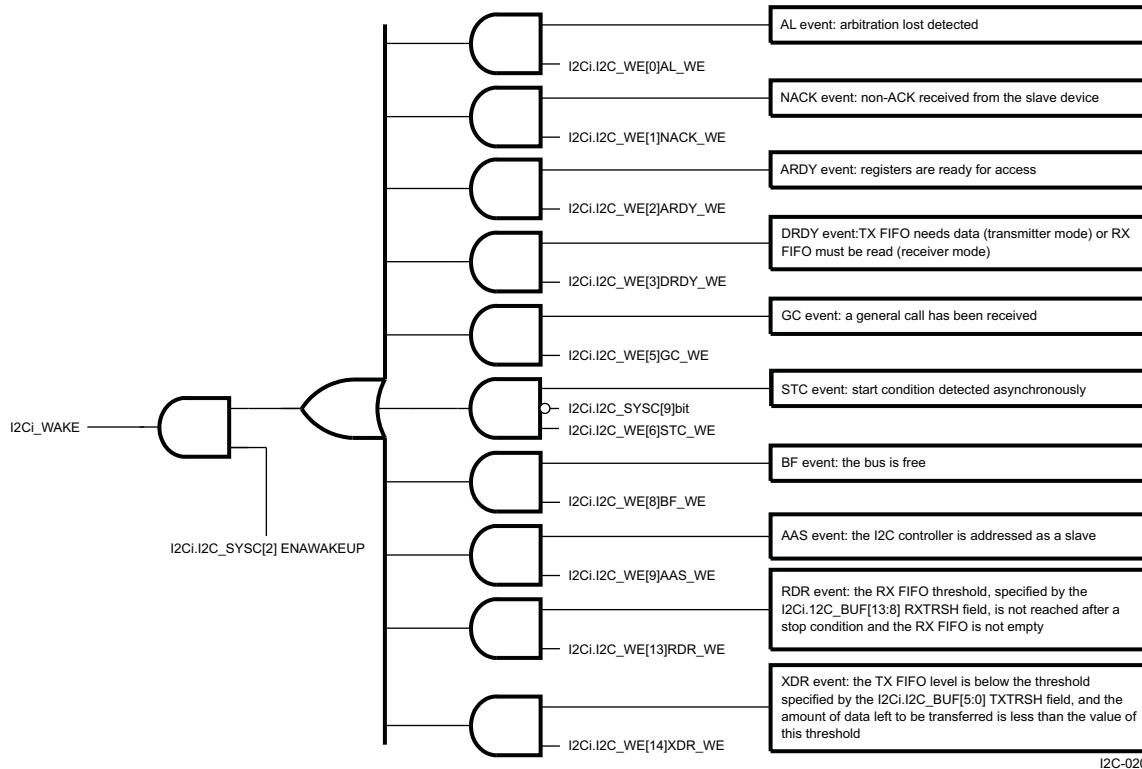 AL event: arbitration lost detected
I2Ci.I2C_WE[0]AL_WE
NACK event: non-ACK received from the slave device
I2Ci.I2C_WE[1]NACK_WE
ARDY event: registers are ready for access
I2Ci.I2C_WE[2]ARDY_WE
DRDY event:TX FIFO needs data (transmitter mode) or RX
FIFO must be read (receiver mode)
I2Ci.I2C_WE[3]DRDY_WE
GC event: a general call has been received
I2Ci.I2C_WE[5]GC_WE
STC event: start condition detected asynchronously
I2Ci.I2C_SYSC[9]bit
I2Ci.I2C_WE[6]STC_WE
I2Ci_WAKE
BF event: the bus is free
I2Ci.I2C_WE[8]BF_WE
AAS event: the I2C controller is addressed as a slave
I2Ci.I2C_SYSC[2] ENAWAKEUP
I2Ci.I2C_WE[9]AAS_WE
RDR event: the RX FIFO threshold, specified by the
I2Ci.12C_BUF[13:8] RXTRSH field, is not reached after a
stop condition and the RX FIFO is not empty
I2Ci.I2C_WE[13]RDR_WE
XDR event: the TX FIFO level is below the threshold
specified by the I2Ci.I2C_BUF[5:0] TXTRSH field, and the
amount of data left to be transferred is less than the value of
this threshold
I2Ci.I2C_WE[14]XDR_WE